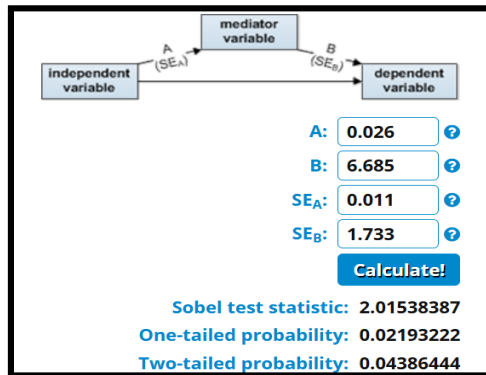 mediator
variable
A
(SEA)
B
(SEB)
independent
variable
dependent
variable
A: 0.026 ?
B: 6.685 ?
SEA: 0.011 ?
SEB: 1.733 ?
Calculate!
Sobel test statistic: 2.01538387
One-tailed probability: 0.02193222
Two-tailed probability: 0.04386444